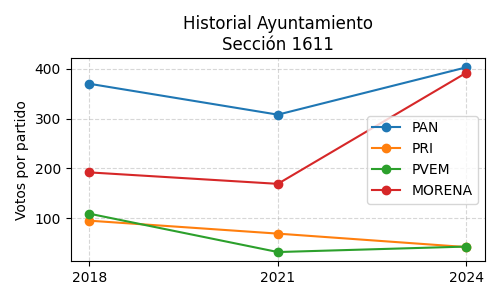 Historial Ayuntamiento
Sección 1611
Votos por partido
400
300
200
100
2018
2021
2024
PAN
PRI
PVEM
MORENA